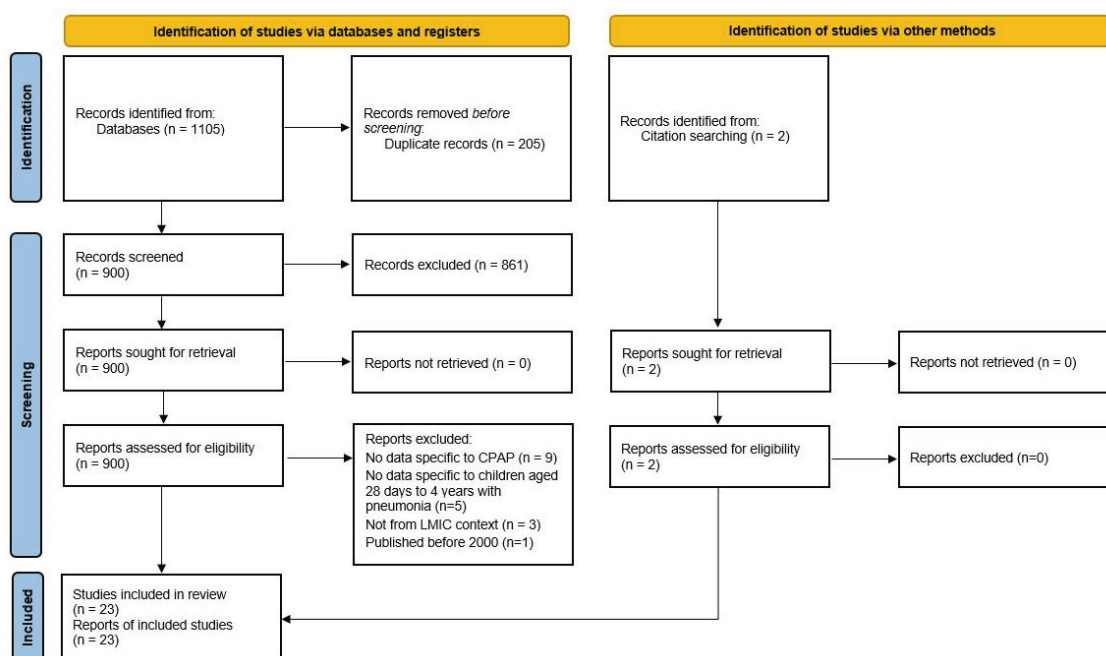 Identification of studies via databases and registers
Identification of studies via other methods
Identification
Records identified from:
Databases (n = 1105)
Records removed before
screening:
Duplicate records (n = 205)
Records identified from:
Citation searching (n = 2)
Screening
Records screened
(n = 900)
Records excluded (n = 861)
Reports sought for retrieval
(n = 900)
Reports not retrieved (n = 0)
Reports sought for retrieval
(n = 2)
Reports not retrieved (n = 0)
Reports assessed for eligibility
(n = 900)
Reports excluded:
No data specific to CPAP (n = 9)
No data specific to children aged
28 days to 4 years with
pneumonia (n=5)
Not from LMIC context (n = 3)
Published before 2000 (n=1)
Reports assessed for eligibility
(n = 2)
Reports excluded (n=0)
Included
Studies included in review
(n = 23)
Reports of included studies
(n = 23)